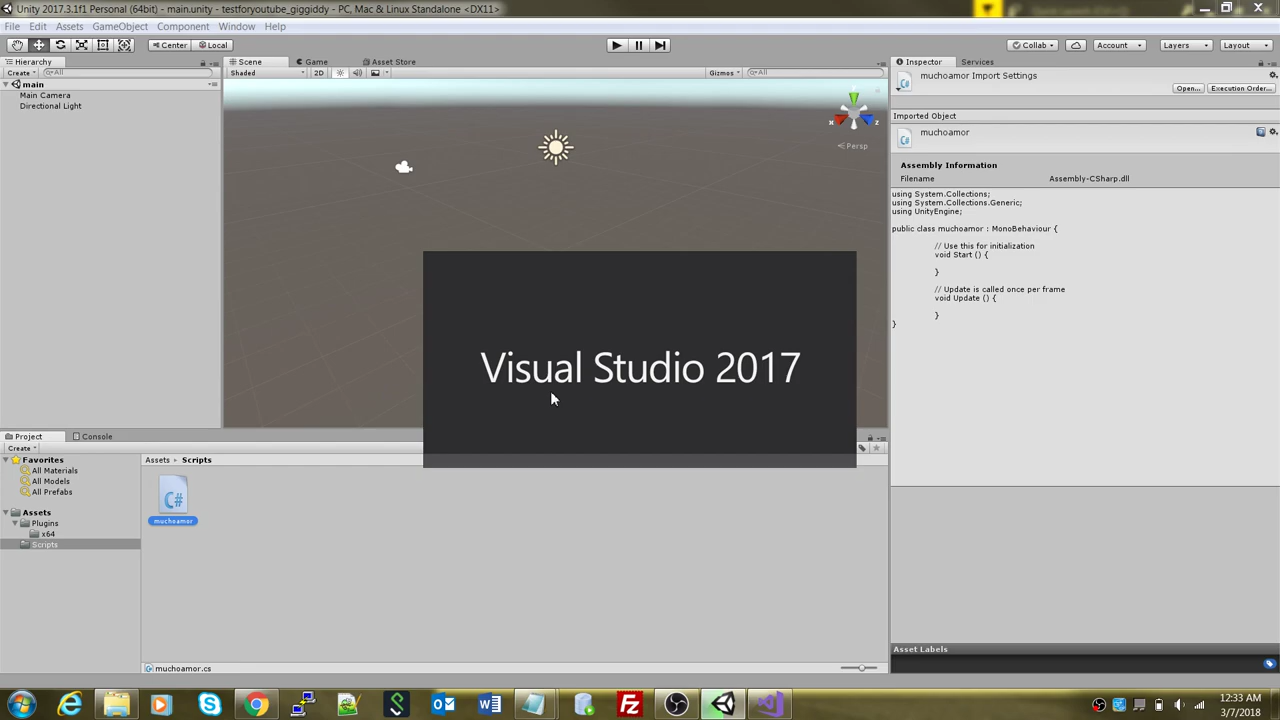 Unity 2017.3.1f1 Personal (64bit) - main.unity - testforyoutube_giggiddy - PC, Mac & Linux Standalone <DX11>
File Edit Assets GameObject Component Window Help
Center Local Collab Account Layers Layout
Hierarchy
Create All
main
Main Camera
Directional Light
Scene Game Asset Store
Shaded 2D Gizmos All
Persp
Visual Studio 2017
Inspector Services
muchoamor Import Settings
Open... Execution Order...
Imported Object
muchoamor
Assembly Information
Filename Assembly-CSharp.dll
using System.Collections;
using System.Collections.Generic;
using UnityEngine;
public class muchoamor : MonoBehaviour {
// Use this for initialization
void Start () {
}
// Update is called once per frame
void Update () {
}
}
Project Console
Create
Favorites
All Materials
All Models
All Prefabs
Assets
Plugins
x64
Scripts
Assets Scripts
C#
muchoamor
muchoamor.cs
Asset Labels
12:33 AM
3/7/2018